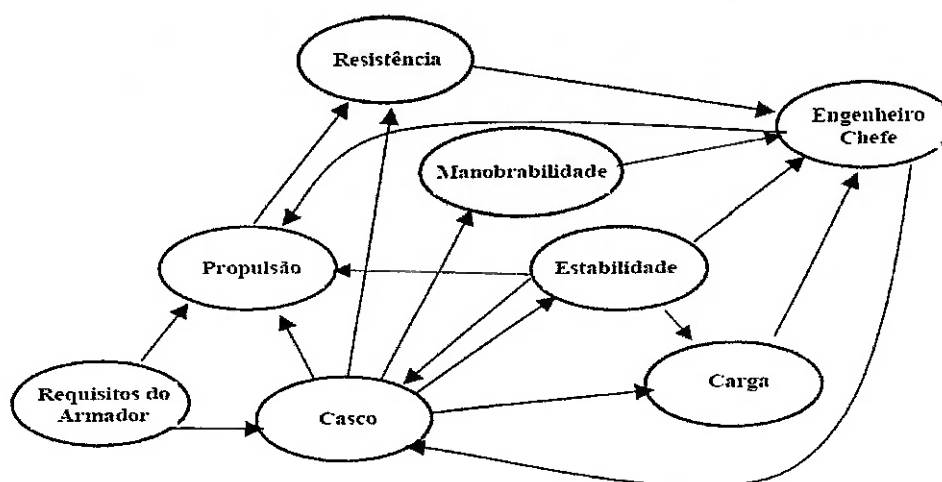 Resistência
Engenheiro
Chefe
Manobrabilidade
Propulsão
Estabilidade
Requisitos do
Armador
Casco
Carga